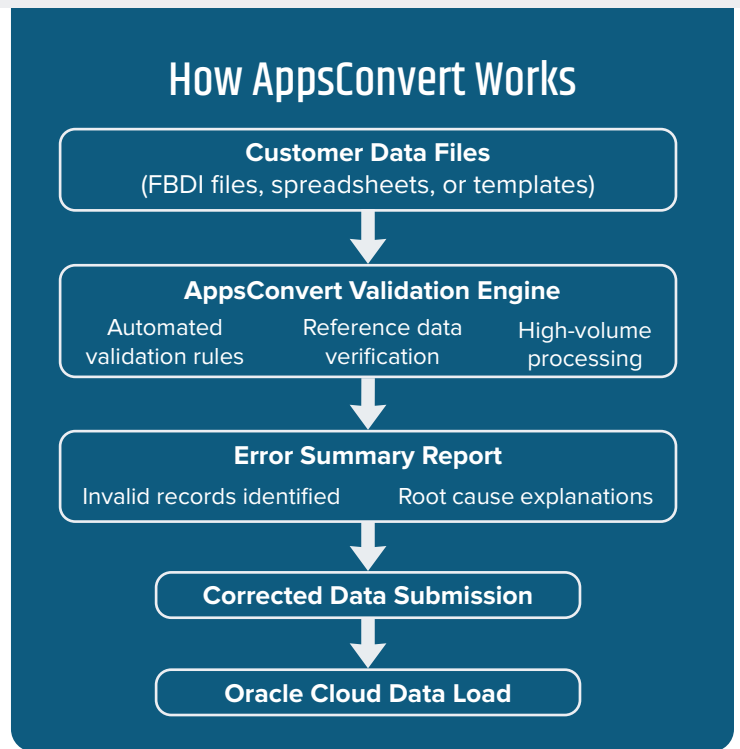 How AppsConvert Works
Customer Data Files
(FBDI files, spreadsheets, or templates)
AppsConvert Validation Engine
Automated
validation rules
Reference data
verification
High-volume
processing
Error Summary Report
Invalid records identified
Root cause explanations
Corrected Data Submission
Oracle Cloud Data Load